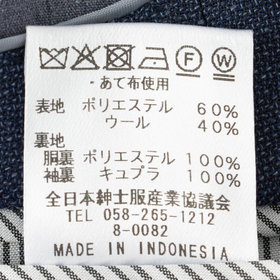 F W
・あて布使用
表地 ポリエステル 60%
ウール 40%
裏地
胴裏 ポリエステル 100%
袖裏 キュプラ 100%
全日本紳士服産業協議会
TEL 058-265-1212
8-0082
MADE IN INDONESIA